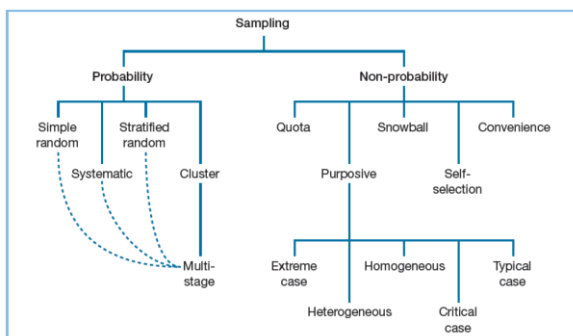 Sampling
Probability
Non-probability
Simple
random
Stratified
random
Quota
Snowball
Convenience
Systematic
Cluster
Purposive
Self-
selection
Multi-
stage
Extreme
case
Homogeneous
Typical
case
Heterogeneous
Critical
case